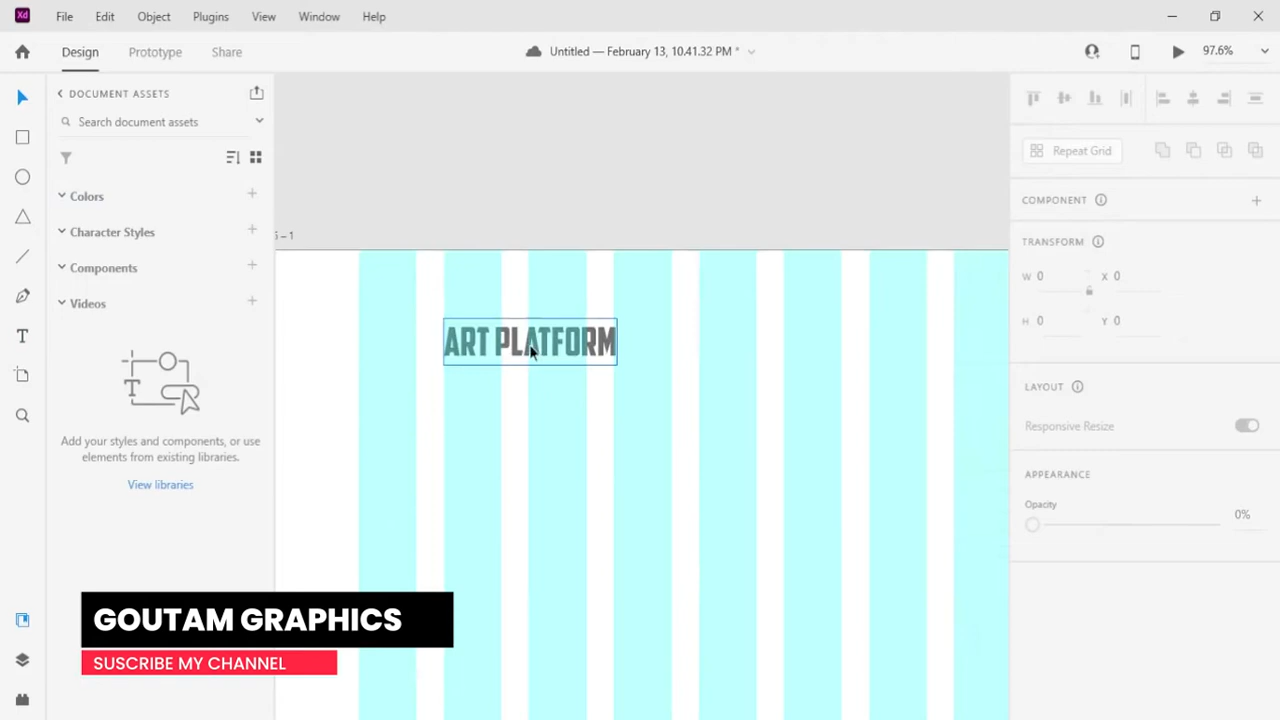 File Edit Object Plugins View Window Help
Design Prototype Share
Untitled — February 13, 10.41.32 PM *
97.6%
DOCUMENT ASSETS
Search document assets
Colors
Character Styles
Components
Videos
Add your styles and components, or use
elements from existing libraries.
View libraries
– 1
ART PLATFORM
Repeat Grid
COMPONENT
TRANSFORM
W 0 X 0
H 0 Y 0
LAYOUT
Responsive Resize
APPEARANCE
Opacity
0%
GOUTAM GRAPHICS
SUSCRIBE MY CHANNEL